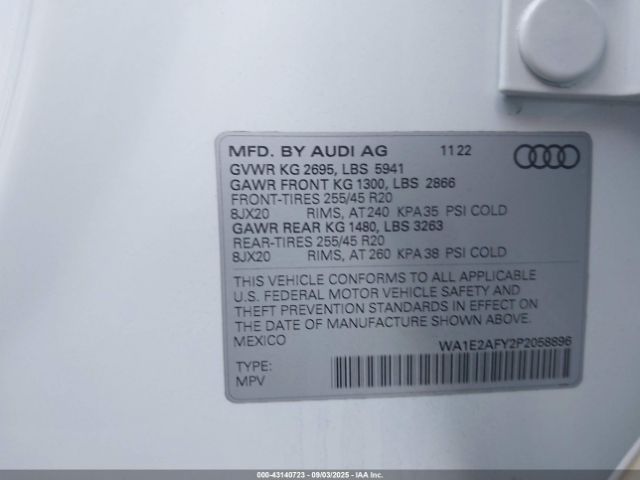 MFD. BY AUDI AG 11 22
GVWR KG 2695, LBS 5941
GAWR FRONT KG 1300, LBS 2866
FRONT-TIRES 255/45 R20
8JX20 RIMS, AT 240 KPA 35 PSI COLD
GAWR REAR KG 1480, LBS 3263
REAR-TIRES 255/45 R20
8JX20 RIMS, AT 260 KPA 38 PSI COLD
THIS VEHICLE CONFORMS TO ALL APPLICABLE
U.S. FEDERAL MOTOR VEHICLE SAFETY AND
THEFT PREVENTION STANDARDS IN EFFECT ON
THE DATE OF MANUFACTURE SHOWN ABOVE.
MEXICO WA1E2AFY2P2058896
TYPE:
MPV
000-43140723 - 09/03/2025 - IAA Inc.